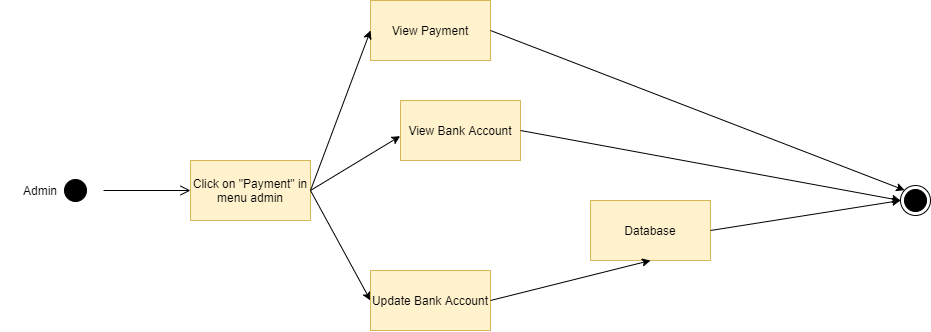 View Payment
View Bank Account
Admin
Click on "Payment" in
menu admin
Database
Update Bank Account